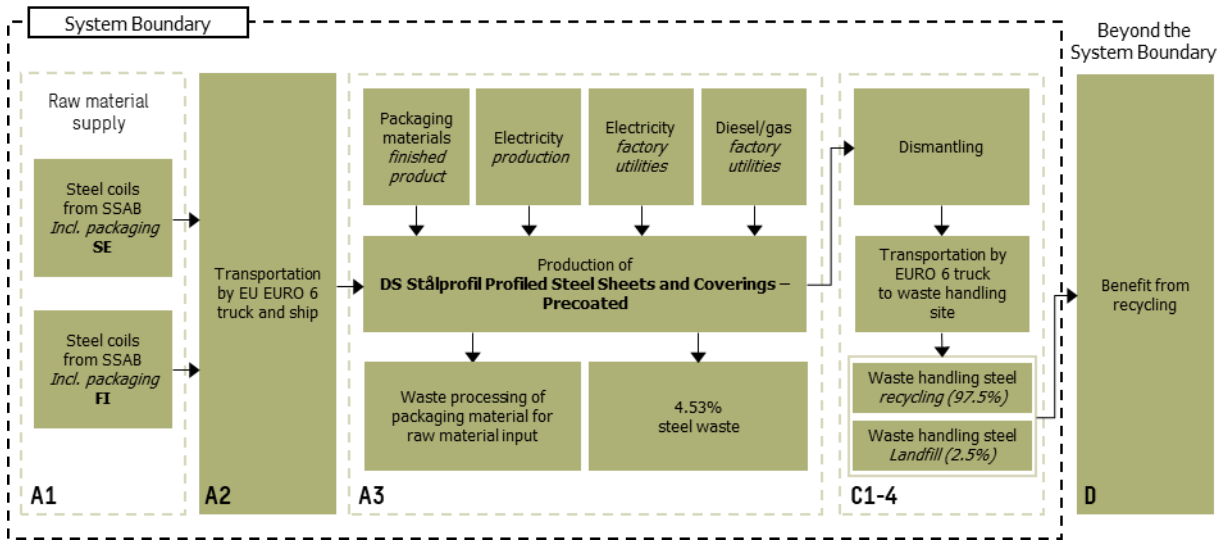 System Boundary
Beyond the
System Boundary
Raw material
supply
Steel coils
from SSAB
Incl. packaging
SE
Steel coils
from SSAB
Incl. packaging
FI
A1
Transportation
by EU EURO 6
truck and ship
A2
Packaging
materials
finished
product
Electricity
production
Electricity
factory
utilities
Diesel/gas
factory
utilities
Production of
DS Stålprofil Profiled Steel Sheets and Coverings –
Precoated
Waste processing of
packaging material for
raw material input
4.53%
steel waste
A3
Dismantling
Transportation by
EURO 6 truck
to waste handling
site
Waste handling steel
recycling (97.5%)
Waste handling steel
Landfill (2.5%)
C1-4
Benefit from
recycling
D